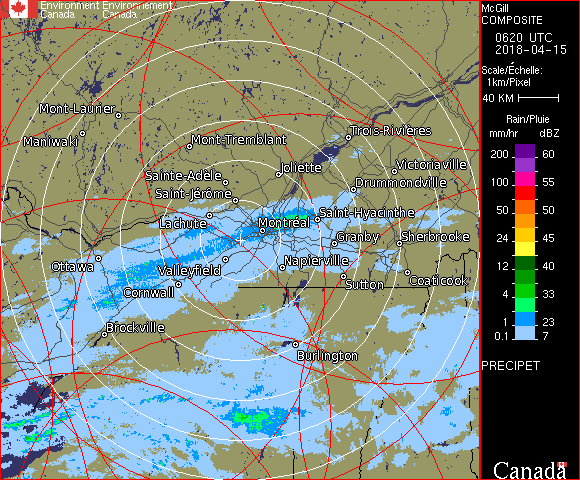 Environment Environnement
Canada Canada
McGill
COMPOSITE
0620 UTC
2018-04-15
Scale/Échelle:
1km/Pixel
40 KM
Rain/Pluie
mm/hr dBZ
200 60
100 55
50 50
24 45
12 40
4 33
1 23
0.1 7
PRECIPET
Canada
Mont-Laurier
Maniwaki
Mont-Tremblant
Trois-Rivières
Joliette
Victoriaville
Sainte-Adèle
Drummondville
Saint-Jérôme
Saint-Hyacinthe
Lachute
Montréal
Granby
Sherbrooke
Ottawa
Valleyfield
Napierville
Cornwall
Sutton
Coaticook
Brockville
Burlington